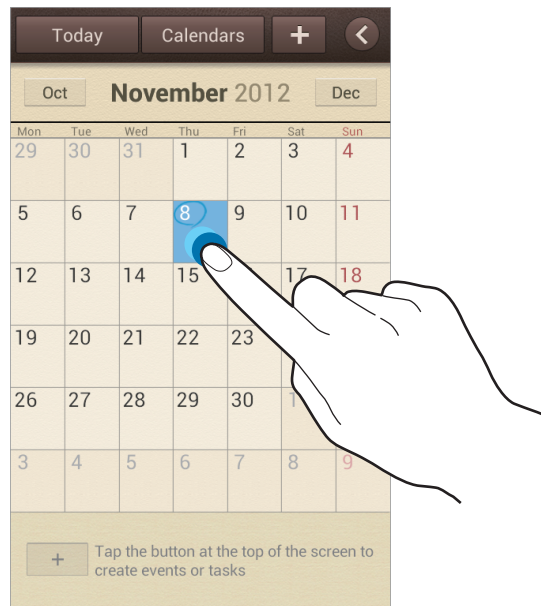 Today Calendars +
Oct November 2012 Dec
Mon Tue Wed Thu Fri Sat Sun
29 30 31 1 2 3 4
5 6 7 8 9 10 11
12 13 14 15 17 18
19 20 21 22 23
26 27 28 29 30 1
3 4 5 6 7 8 9
+ Tap the button at the top of the screen to
create events or tasks